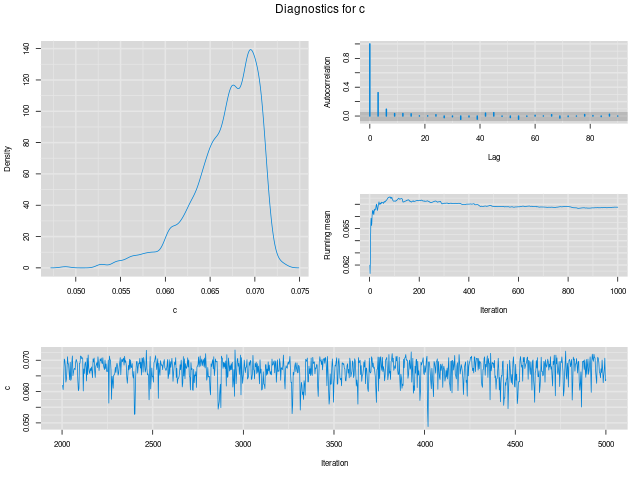 Diagnostics for c
Density
0 20 40 60 80 100 120 140
0.050 0.055 0.060 0.065 0.070 0.075
c
Autocorrelation
0.0 0.4 0.8
0 20 40 60 80
Lag
Running mean
0.062 0.065
0 200 400 600 800 1000
Iteration
c
0.050 0.060 0.070
2000 2500 3000 3500 4000 4500 5000
Iteration